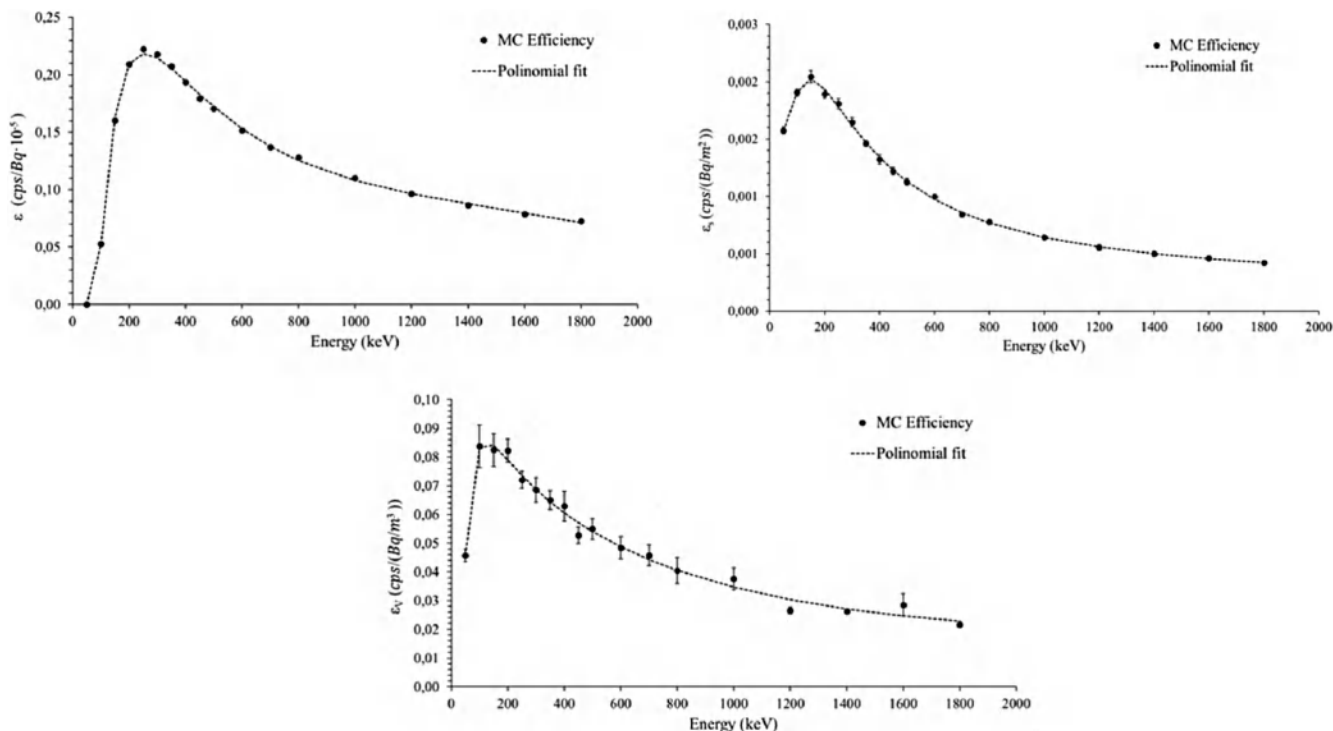 0,25
0,20
0,15
0,10
0,05
0,00
ε (cps/Bq·10⁻⁵)
MC Efficiency
Polinomial fit
0 200 400 600 800 1000 1200 1400 1600 1800 2000
Energy (keV)
0,003
0,002
0,002
0,001
0,001
0,000
εₛ (cps/(Bq/m²))
MC Efficiency
Polinomial fit
0 200 400 600 800 1000 1200 1400 1600 1800 2000
Energy (keV)
0,10
0,09
0,08
0,07
0,06
0,05
0,04
0,03
0,02
0,01
0,00
εᵥ (cps/(Bq/m³))
MC Efficiency
Polinomial fit
0 200 400 600 800 1000 1200 1400 1600 1800 2000
Energy (keV)